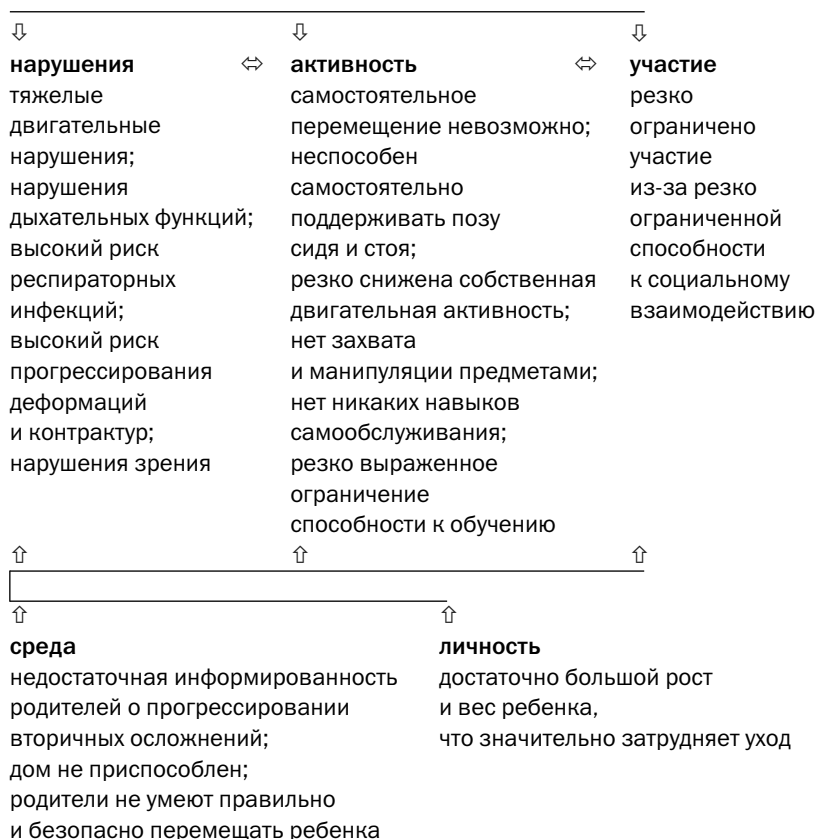 нарушения ⇔ активность ⇔ участие
тяжелые
двигательные
нарушения;
нарушения
дыхательных функций;
высокий риск
респираторных
инфекций;
высокий риск
прогрессирования
деформаций
и контрактур;
нарушения зрения
самостоятельное
перемещение невозможно;
неспособен
самостоятельно
поддерживать позу
сидя и стоя;
резко снижена собственная
двигательная активность;
нет захвата
и манипуляции предметами;
нет никаких навыков
самообслуживания;
резко выраженное
ограничение
способности к обучению
резко
ограничено
участие
из-за резко
ограниченной
способности
к социальному
взаимодействию
среда
недостаточная информированность
родителей о прогрессировании
вторичных осложнений;
дом не приспособлен;
родители не умеют правильно
и безопасно перемещать ребенка
личность
достаточно большой рост
и вес ребенка,
что значительно затрудняет уход